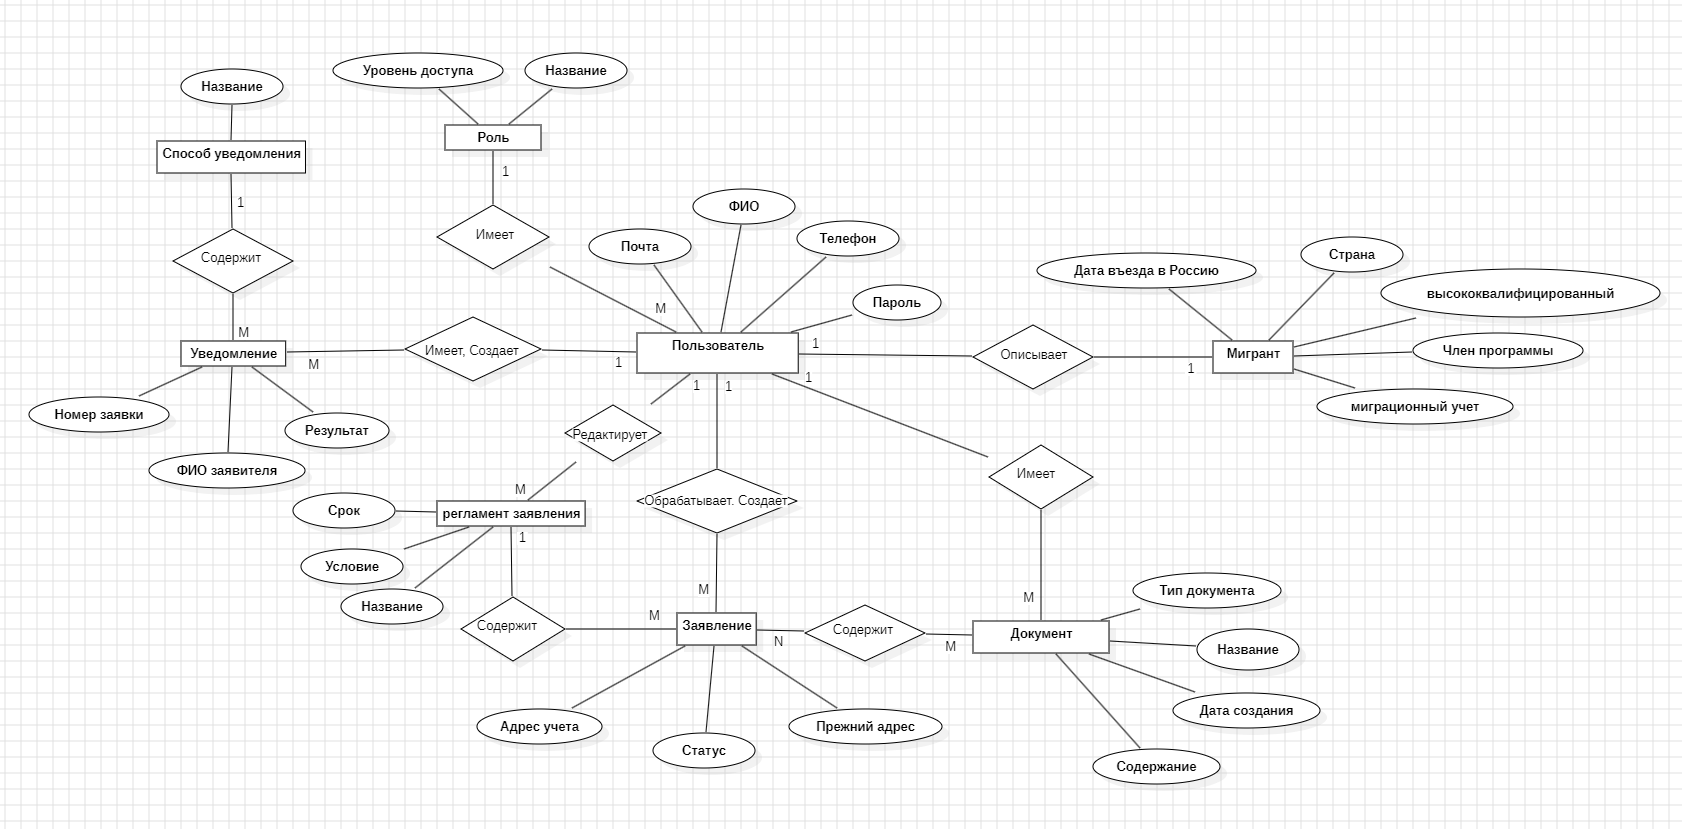 Уровень доступа
Название
Название
Роль
Способ уведомления
1
1
ФИО
Имеет
Почта
Телефон
Содержит
Страна
Дата въезда в Россию
высококвалифицированный
Пароль
M
M
Уведомление
M
Имеет, Создает
1
Пользователь
1
Описывает
1
Мигрант
Член программы
1
1
1
миграционный учет
Номер заявки
Результат
Редактирует
ФИО заявителя
Имеет
M
Обрабатывает. Создает
Срок
регламент заявления
1
Условие
Название
M
M
Тип документа
Содержит
M
Заявление
N
Содержит
M
Документ
Название
Адрес учета
Статус
Прежний адрес
Дата создания
Содержание